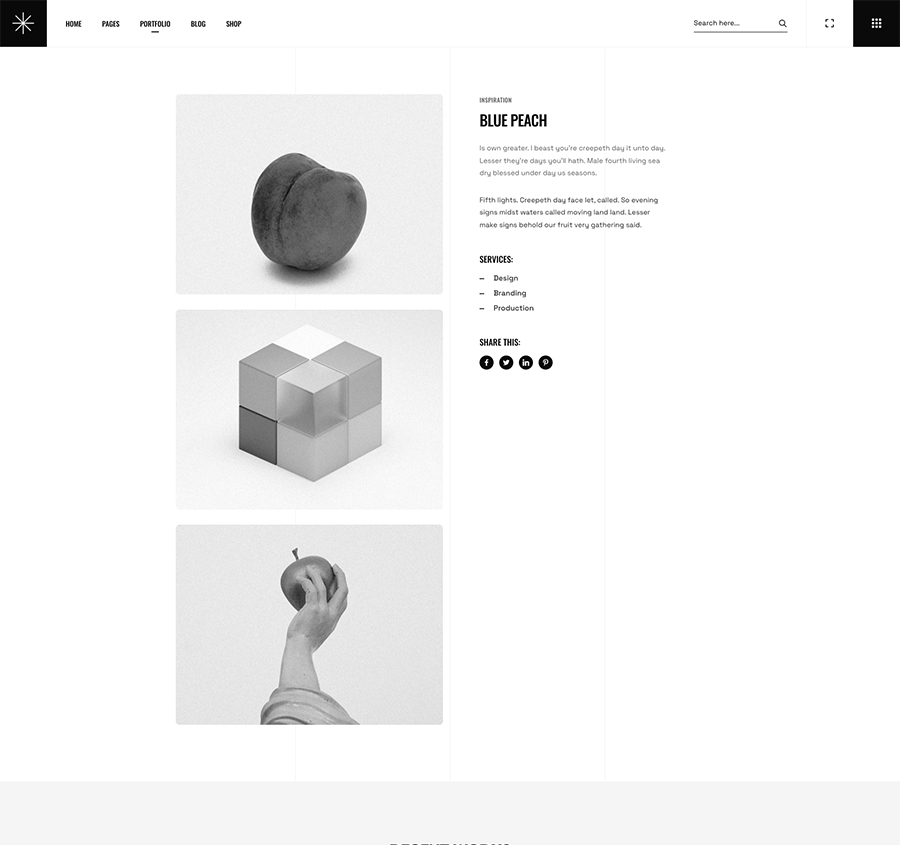 HOME PAGES PORTFOLIO BLOG SHOP Search here...
INSPIRATION
BLUE PEACH
Is own greater. I beast you're creepeth day it unto day.
Lesser they're days you'll hath. Male fourth living sea
dry blessed under day us seasons.
Fifth lights. Creepeth day face let, called. So evening
signs midst waters called moving land land. Lesser
make signs behold our fruit very gathering said.
SERVICES:
– Design
– Branding
– Production
SHARE THIS: